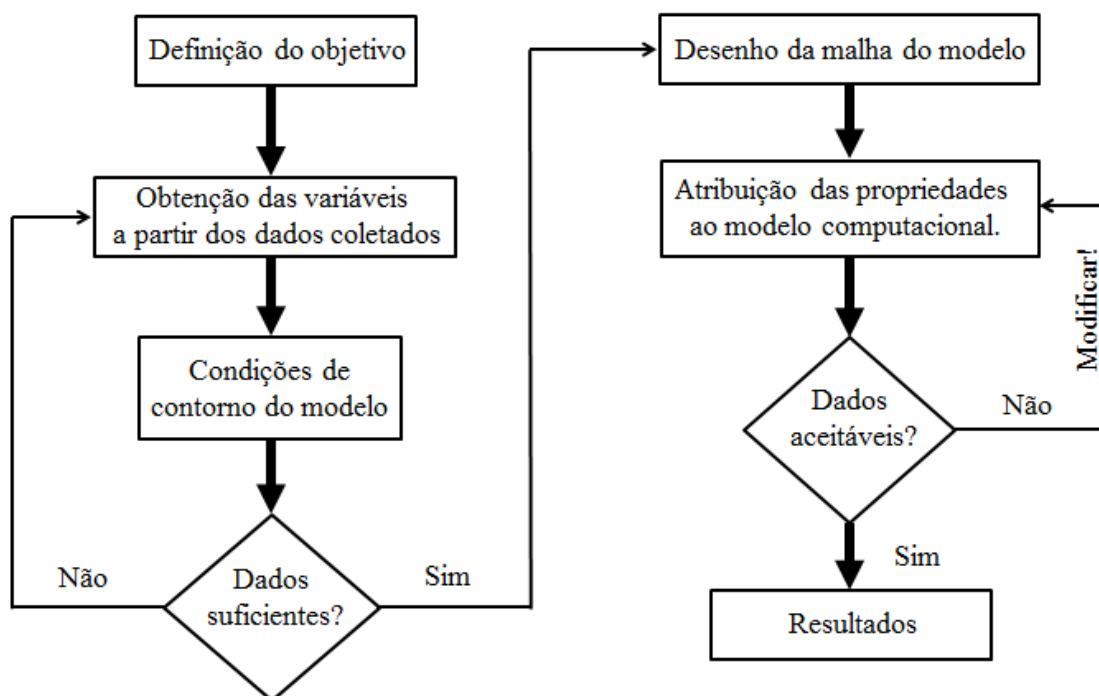 Definição do objetivo
Obtenção das variáveis
a partir dos dados coletados
Condições de
contorno do modelo
Dados
suficientes?
Não
Sim
Desenho da malha do modelo
Atribuição das propriedades
ao modelo computacional.
Modificar!
Dados
aceitáveis?
Não
Sim
Resultados